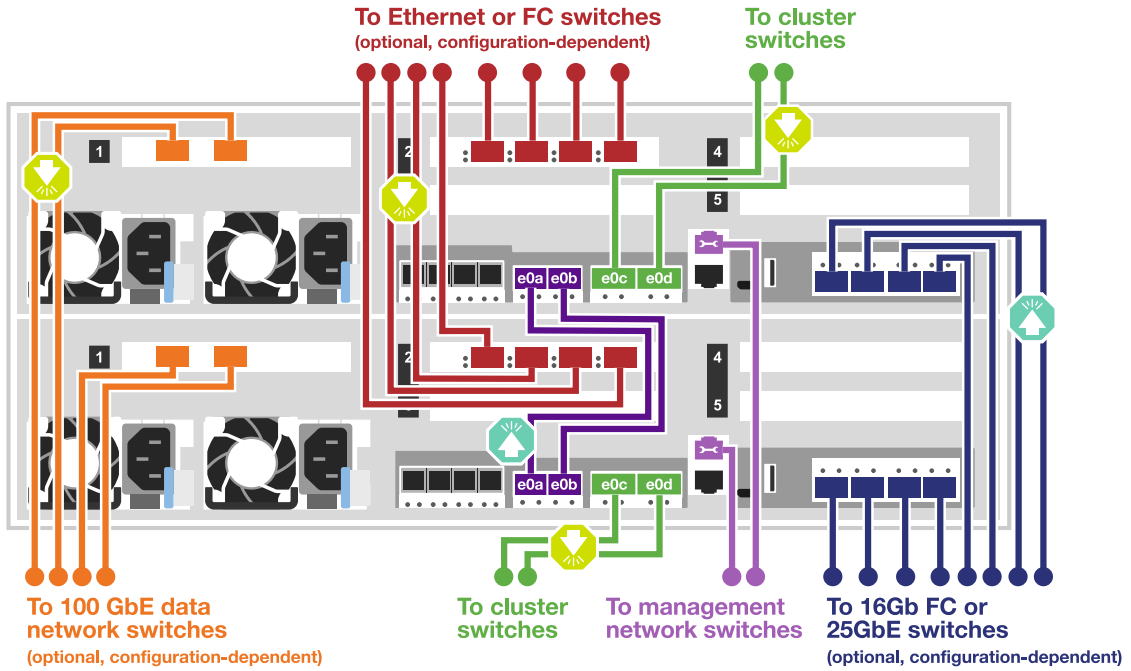 To Ethernet or FC switches
(optional, configuration-dependent)
To cluster
switches
1
2
4
5
e0a e0b e0c e0d
1
2
4
5
e0a e0b e0c e0d
To 100 GbE data
network switches
(optional, configuration-dependent)
To cluster
switches
To management
network switches
To 16Gb FC or
25GbE switches
(optional, configuration-dependent)